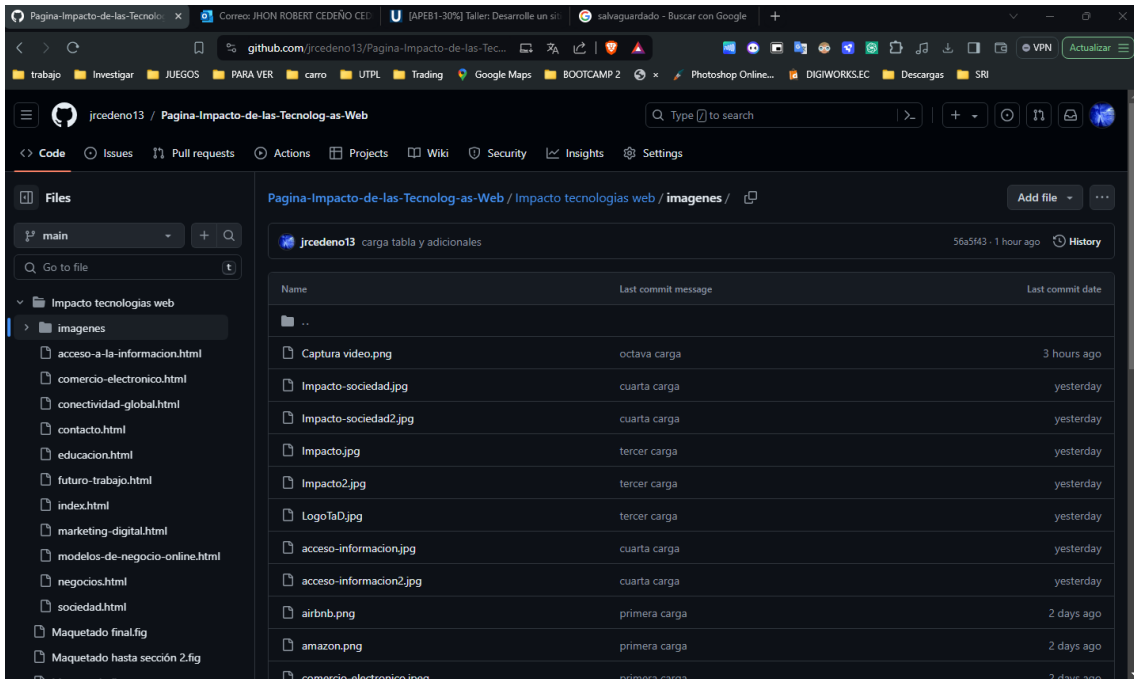 Pagina-Impacto-de-las-Tecnolo
Correo: JHON ROBERT CEDEÑO CED
[APEB1-30%] Taller: Desarrolle un sit
salvaguardado - Buscar con Google
github.com/jrcedeno13/Pagina-Impacto-de-las-Tec...
VPN
Actualizar
trabajo Investigar JUEGOS PARA VER carro UTPL Trading Google Maps BOOTCAMP 2 × Photoshop Online... DIGIWORKS.EC Descargas SRI
jrcedeno13 / Pagina-Impacto-de-las-Tecnolog-as-Web
Type / to search
Code Issues Pull requests Actions Projects Wiki Security Insights Settings
Files
main
Go to file t
Impacto tecnologias web
imagenes
acceso-a-la-informacion.html
comercio-electronico.html
conectividad-global.html
contacto.html
educacion.html
futuro-trabajo.html
index.html
marketing-digital.html
modelos-de-negocio-online.html
negocios.html
sociedad.html
Maquetado final.fig
Maquetado hasta sección 2.fig
Pagina-Impacto-de-las-Tecnolog-as-Web / Impacto tecnologias web / imagenes /
Add file
jrcedeno13 carga tabla y adicionales 56a5f43 · 1 hour ago History
Name Last commit message Last commit date
..
Captura video.png octava carga 3 hours ago
Impacto-sociedad.jpg cuarta carga yesterday
Impacto-sociedad2.jpg cuarta carga yesterday
Impacto.jpg tercer carga yesterday
Impacto2.jpg tercer carga yesterday
LogoTaD.jpg tercer carga yesterday
acceso-informacion.jpg cuarta carga yesterday
acceso-informacion2.jpg cuarta carga yesterday
airbnb.png primera carga 2 days ago
amazon.png primera carga 2 days ago
comercio-electronico.jpeg primera carga 2 days ago